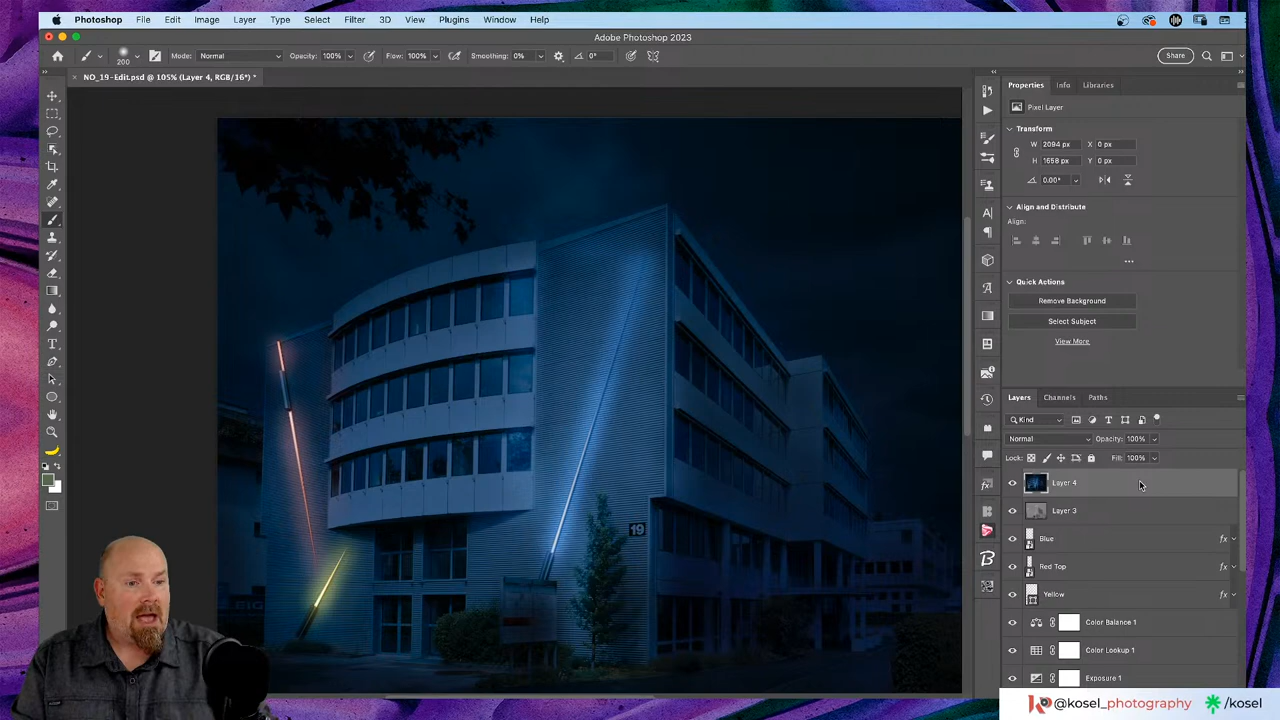 Photoshop File Edit Image Layer Type Select Filter 3D View Plugins Window Help
Adobe Photoshop 2023
200 Mode: Normal Opacity: 100% Flow: 100% Smoothing: 0% 0° Share
NO_19-Edit.psd @ 105% (Layer 4, RGB/16*) *
Properties Info Libraries
Pixel Layer
Transform
W 2094 px X 0 px
H 1658 px Y 0 px
0.00°
Align and Distribute
Align:
Quick Actions
Remove Background
Select Subject
View More
Layers Channels Paths
Kind
Normal Opacity: 100%
Lock: Fill: 100%
Layer 4
Layer 3
Blue fx
Red Top fx
Yellow fx
Color Balance 1
Color Lookup 1
Exposure 1
19
@kosel_photography /kosel